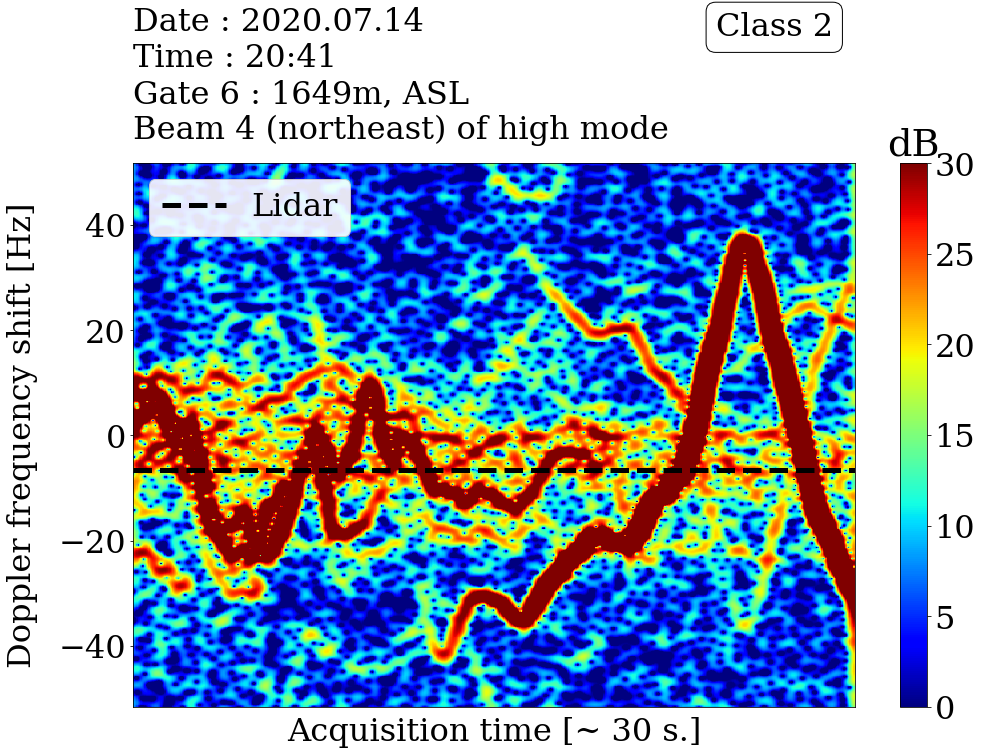 Date : 2020.07.14
Time : 20:41
Gate 6 : 1649m, ASL
Beam 4 (northeast) of high mode
Class 2
dB
Lidar
Doppler frequency shift [Hz]
40
20
0
−20
−40
30
25
20
15
10
5
0
Acquisition time [~ 30 s.]